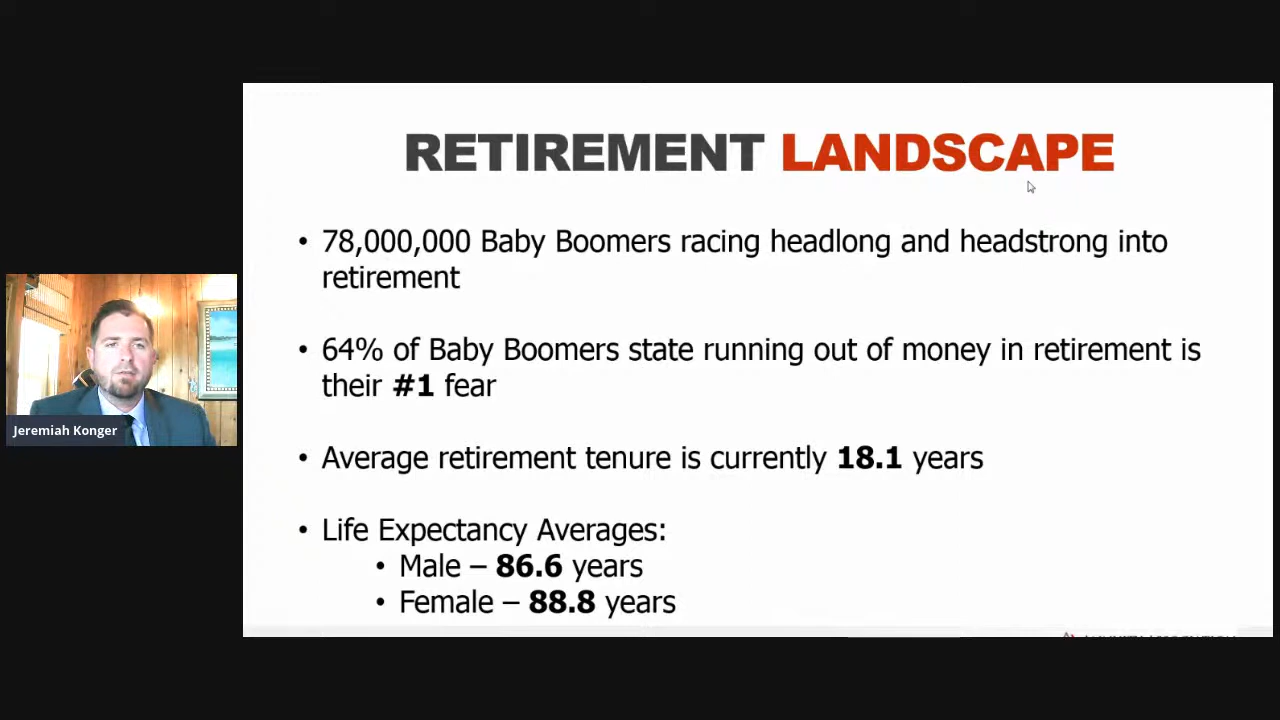 RETIREMENT LANDSCAPE
• 78,000,000 Baby Boomers racing headlong and headstrong into
retirement
• 64% of Baby Boomers state running out of money in retirement is
their #1 fear
• Average retirement tenure is currently 18.1 years
• Life Expectancy Averages:
• Male – 86.6 years
• Female – 88.8 years
Jeremiah Konger